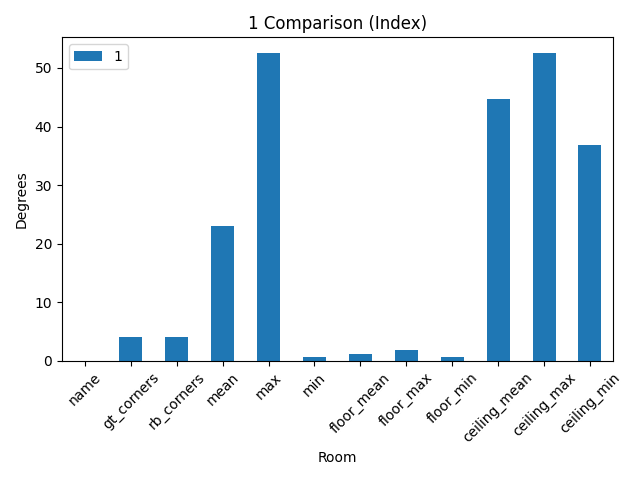 1 Comparison (Index)
1
Degrees
50
40
30
20
10
0
name
gt_corners
rb_corners
mean
max
min
floor_mean
floor_max
floor_min
ceiling_mean
ceiling_max
ceiling_min
Room